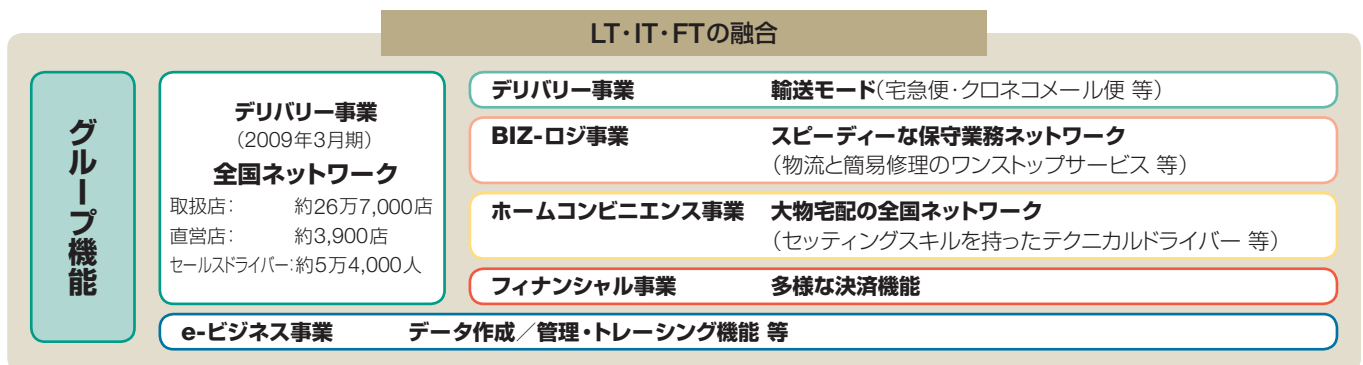 LT・IT・FTの融合
グループ機能
デリバリー事業
（2009年3月期）
全国ネットワーク
取扱店： 約26万7,000店
直営店： 約3,900店
セールスドライバー：約5万4,000人
デリバリー事業 輸送モード（宅急便・クロネコメール便 等）
BIZ-ロジ事業 スピーディーな保守業務ネットワーク
（物流と簡易修理のワンストップサービス 等）
ホームコンビニエンス事業 大物宅配の全国ネットワーク
（セッティングスキルを持ったテクニカルドライバー 等）
フィナンシャル事業 多様な決済機能
e-ビジネス事業 データ作成／管理・トレーシング機能 等